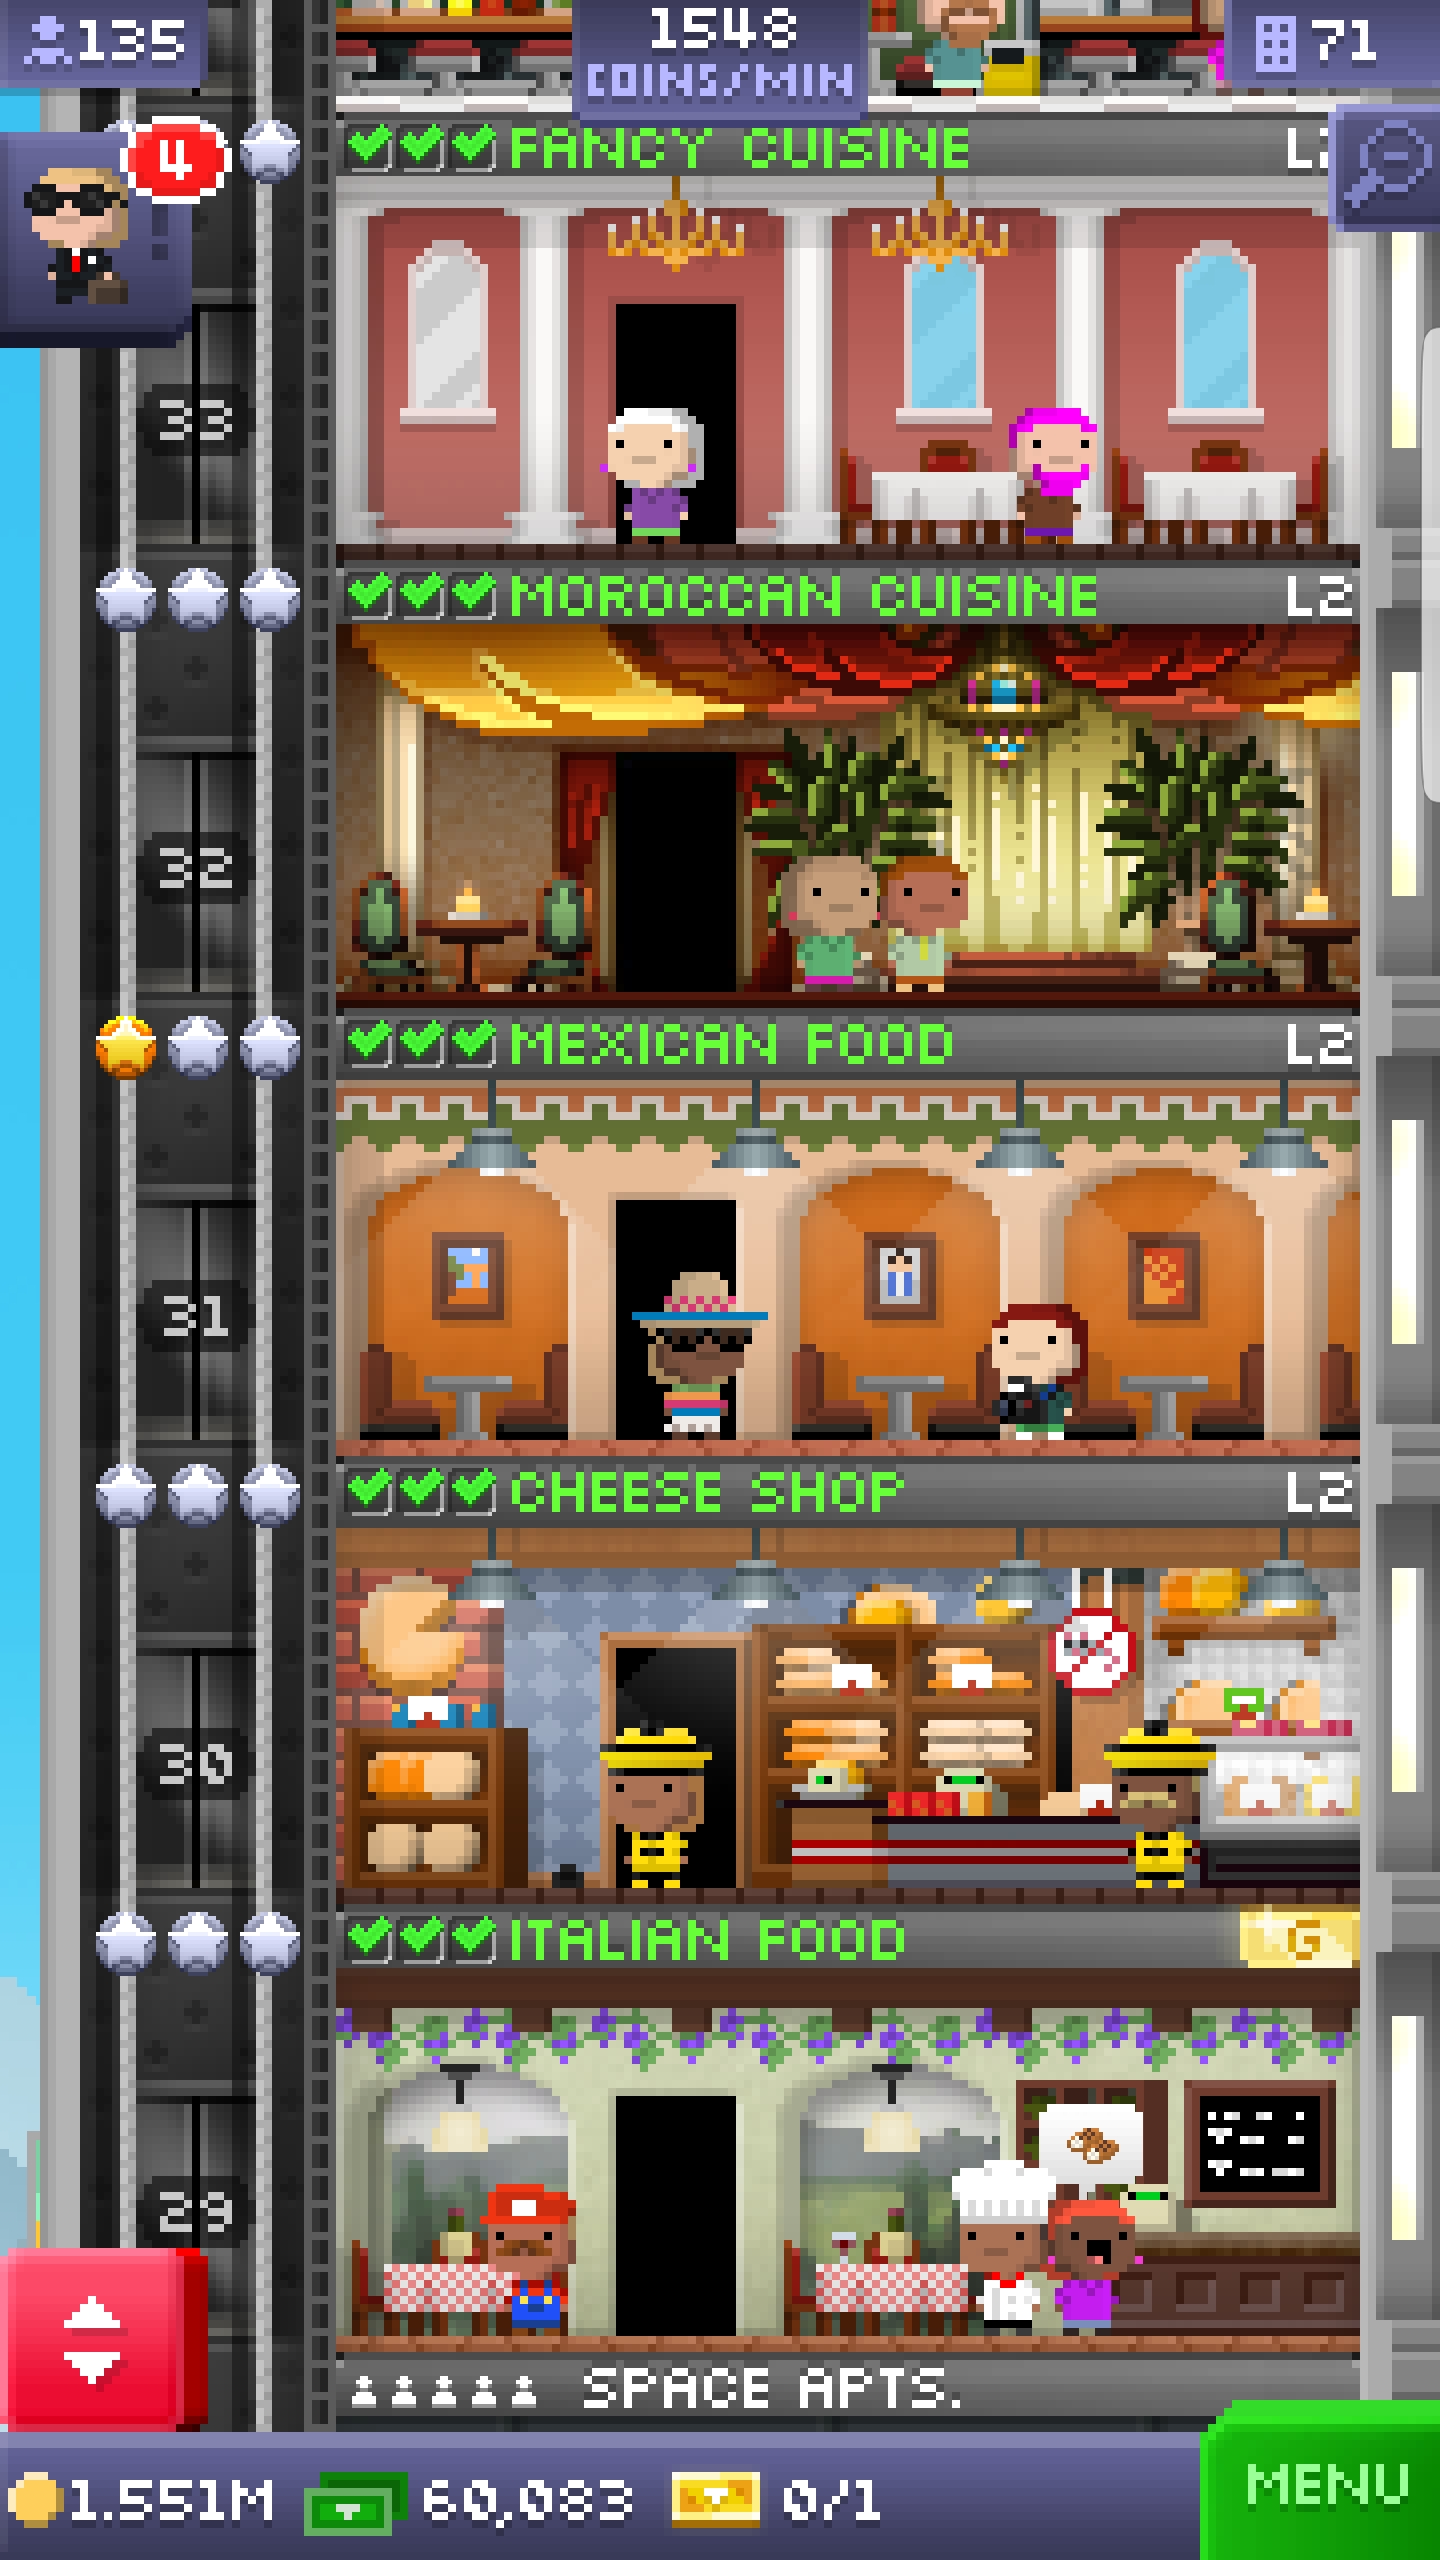 135
1548
COINS/MIN
71
4
FANCY CUISINE
33
MOROCCAN CUISINE L2
32
MEXICAN FOOD L2
31
CHEESE SHOP L2
30
ITALIAN FOOD G
29
SPACE APTS.
1.551M 60,083 0/1 MENU